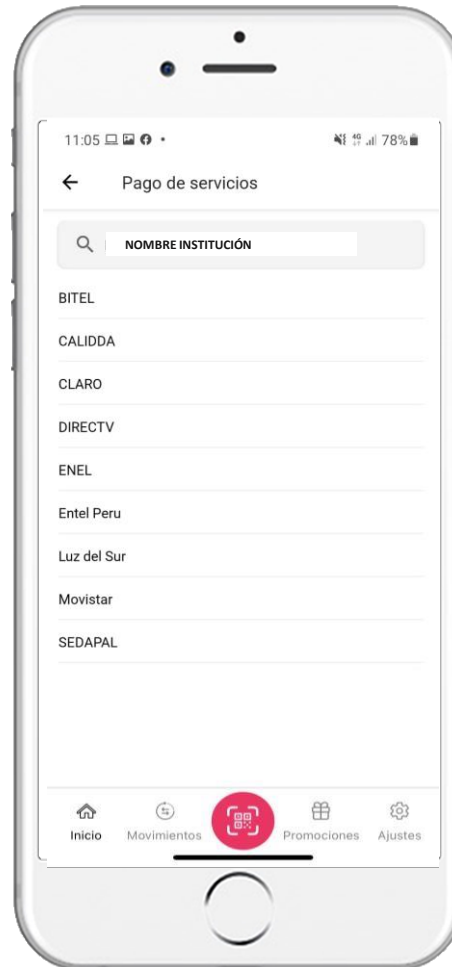 11:05
4G 78%
Pago de servicios
NOMBRE INSTITUCIÓN
BITEL
CALIDDA
CLARO
DIRECTV
ENEL
Entel Peru
Luz del Sur
Movistar
SEDAPAL
Inicio Movimientos Promociones Ajustes